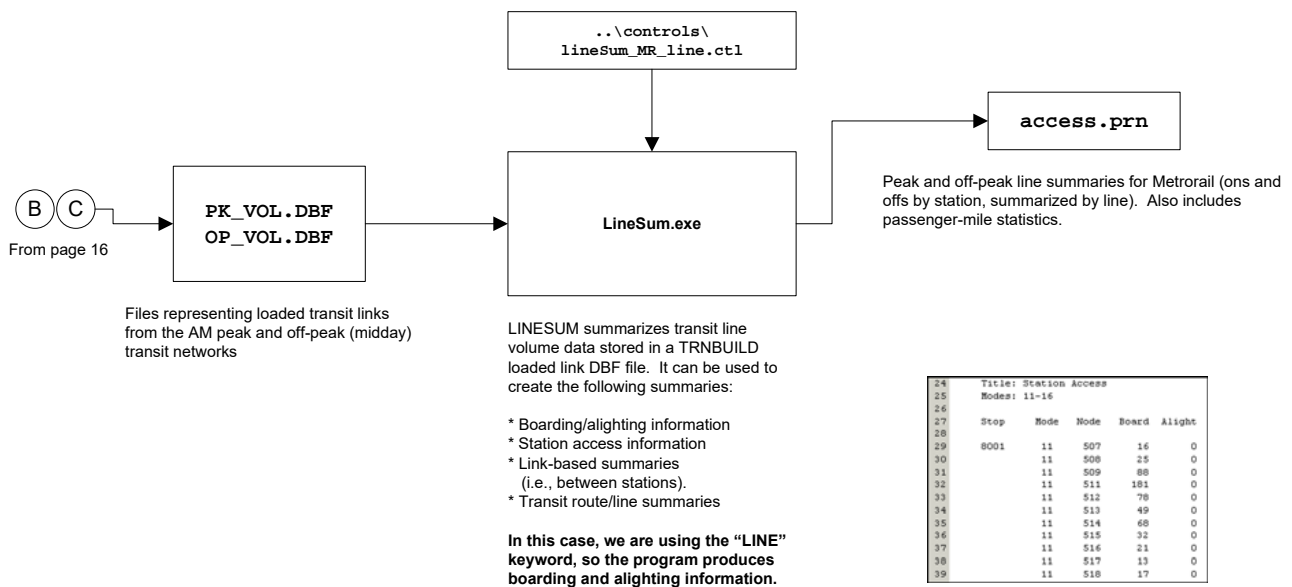 ..\controls\
lineSum_MR_line.ctl
access.prn
B C
From page 16
PK_VOL.DBF
OP_VOL.DBF
LineSum.exe
Peak and off-peak line summaries for Metrorail (ons and
offs by station, summarized by line). Also includes
passenger-mile statistics.
Files representing loaded transit links
from the AM peak and off-peak (midday)
transit networks
LINESUM summarizes transit line
volume data stored in a TRNBUILD
loaded link DBF file. It can be used to
create the following summaries:
* Boarding/alighting information
* Station access information
* Link-based summaries
(i.e., between stations).
* Transit route/line summaries
In this case, we are using the “LINE”
keyword, so the program produces
boarding and alighting information.
24 Title: Station Access
25 Modes: 11-16
26
27 Stop Mode Node Board Alight
28
29 8001 11 507 16 0
30 11 508 25 0
31 11 509 88 0
32 11 511 181 0
33 11 512 78 0
34 11 513 49 0
35 11 514 68 0
36 11 515 32 0
37 11 516 21 0
38 11 517 13 0
39 11 518 17 0